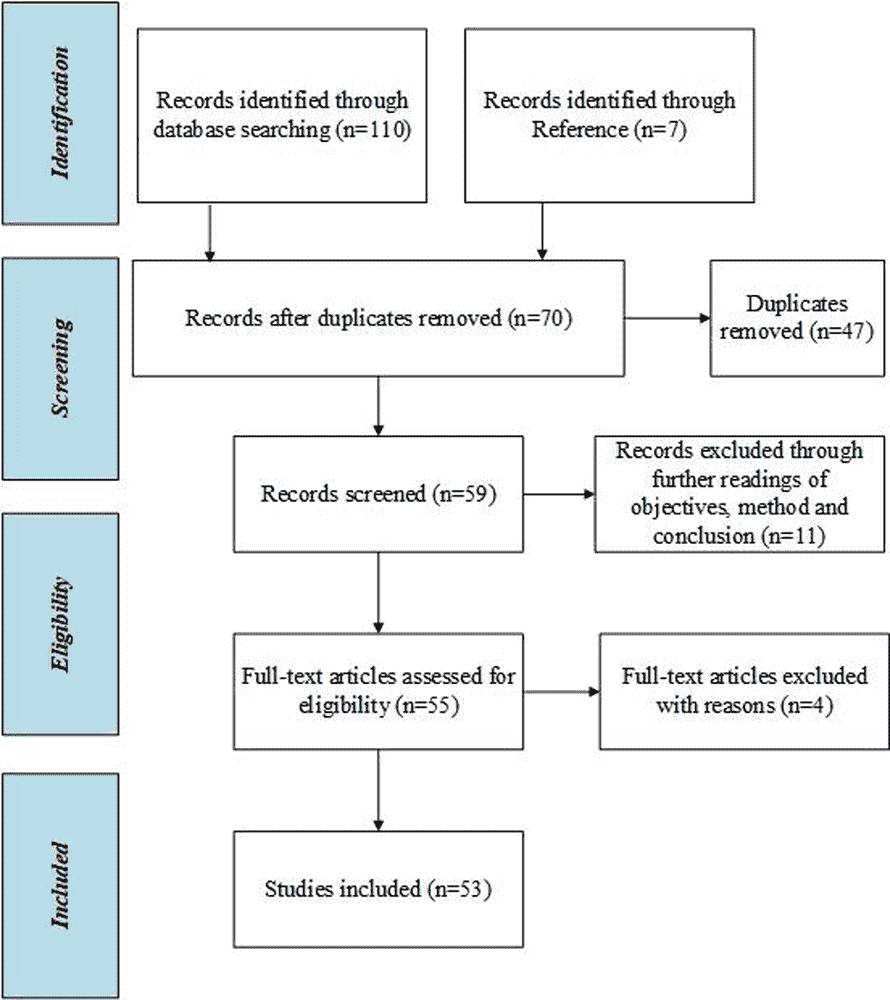 Identification
Records identified through
database searching (n=110)
Records identified through
Reference (n=7)
Screening
Records after duplicates removed (n=70)
Duplicates
removed (n=47)
Records screened (n=59)
Records excluded through
further readings of
objectives, method and
conclusion (n=11)
Eligibility
Full-text articles assessed for
eligibility (n=55)
Full-text articles excluded
with reasons (n=4)
Included
Studies included (n=53)